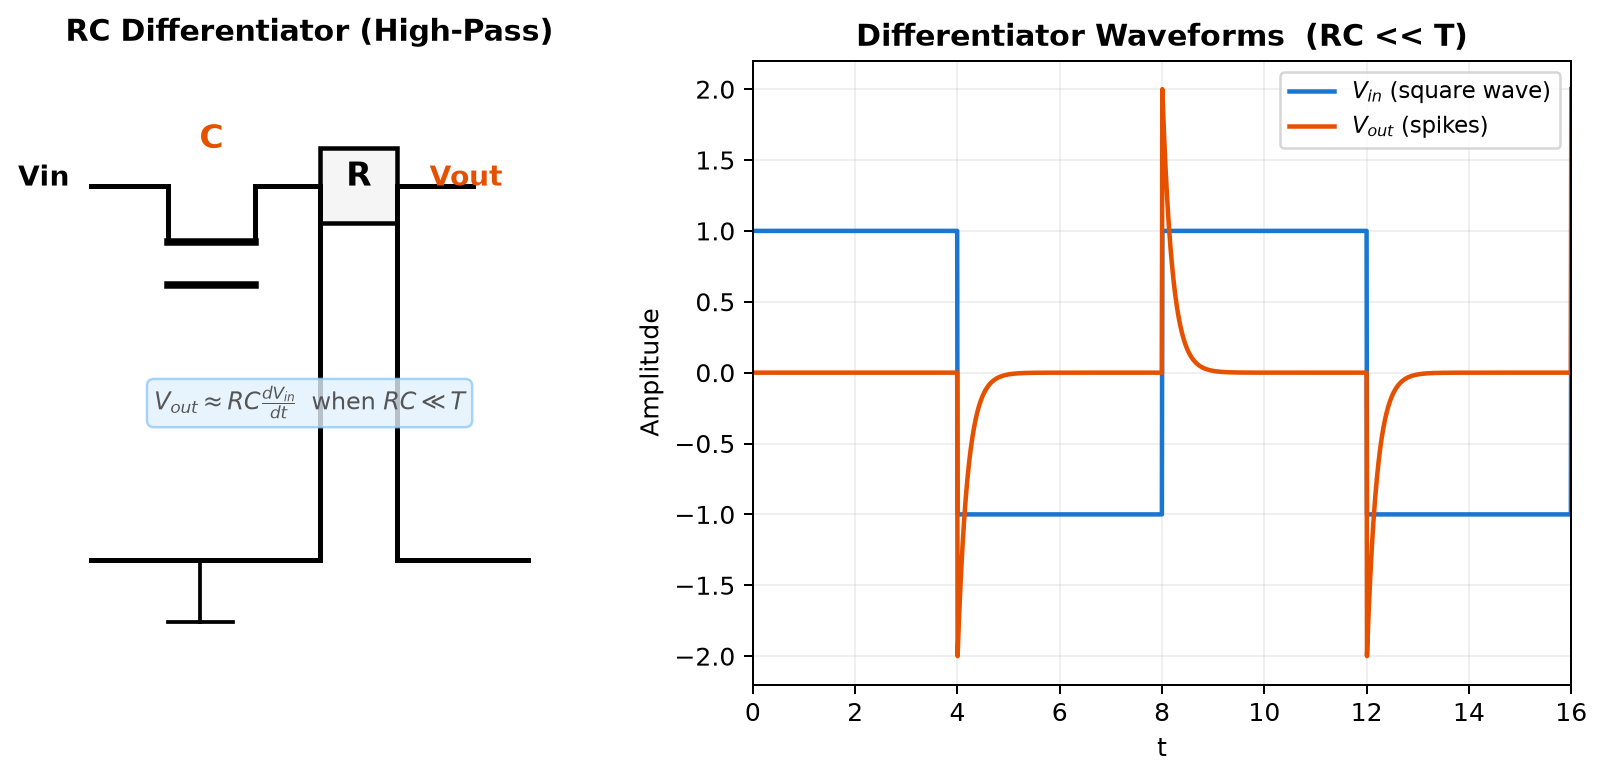 RC Differentiator (High-Pass)
C
Vin
R
Vout
V_out ≈ RC dV_in/dt when RC ≪ T
Differentiator Waveforms (RC << T)
V_in (square wave)
V_out (spikes)
Amplitude
2.0
1.5
1.0
0.5
0.0
−0.5
−1.0
−1.5
−2.0
0 2 4 6 8 10 12 14 16
t